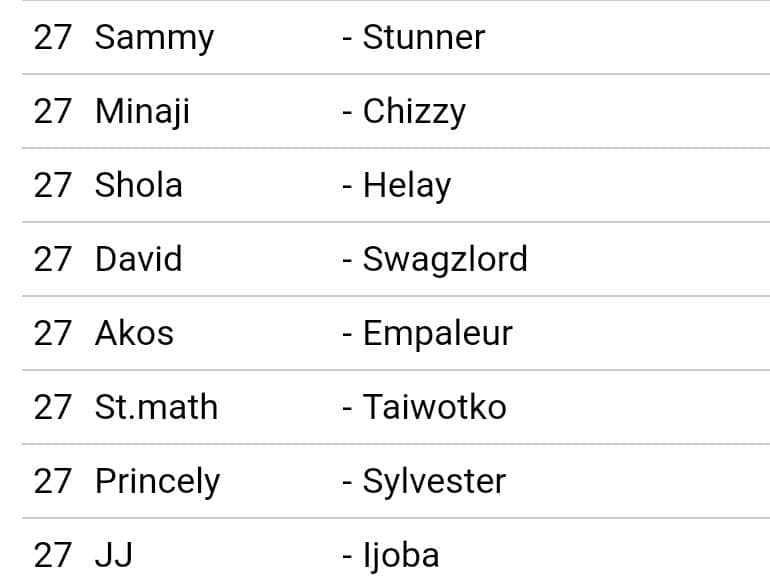 27 Sammy - Stunner
27 Minaji - Chizzy
27 Shola - Helay
27 David - Swagzlord
27 Akos - Empaleur
27 St.math - Taiwotko
27 Princely - Sylvester
27 JJ - Ijoba